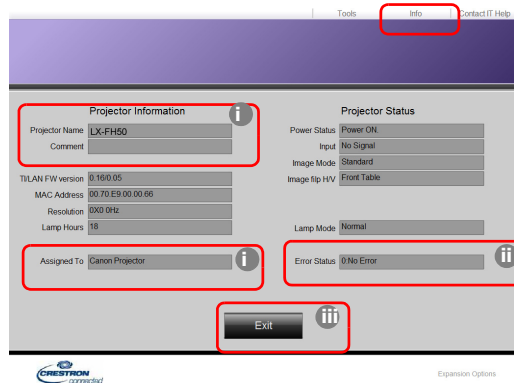 Tools Info Contact IT Help
Projector Information
i
Projector Name LX-FH50
Comment
TI/LAN FW version 0.16/0.05
MAC Address 00.70.E9.00.00.66
Resolution 0X0 0Hz
Lamp Hours 18
Assigned To Canon Projector
i
Projector Status
Power Status Power ON.
Input No Signal
Image Mode Standard
Image filp H/V Front Table
Lamp Mode Normal
Error Status 0:No Error
ii
Exit
iii
CRESTRON
connected
Expansion Options